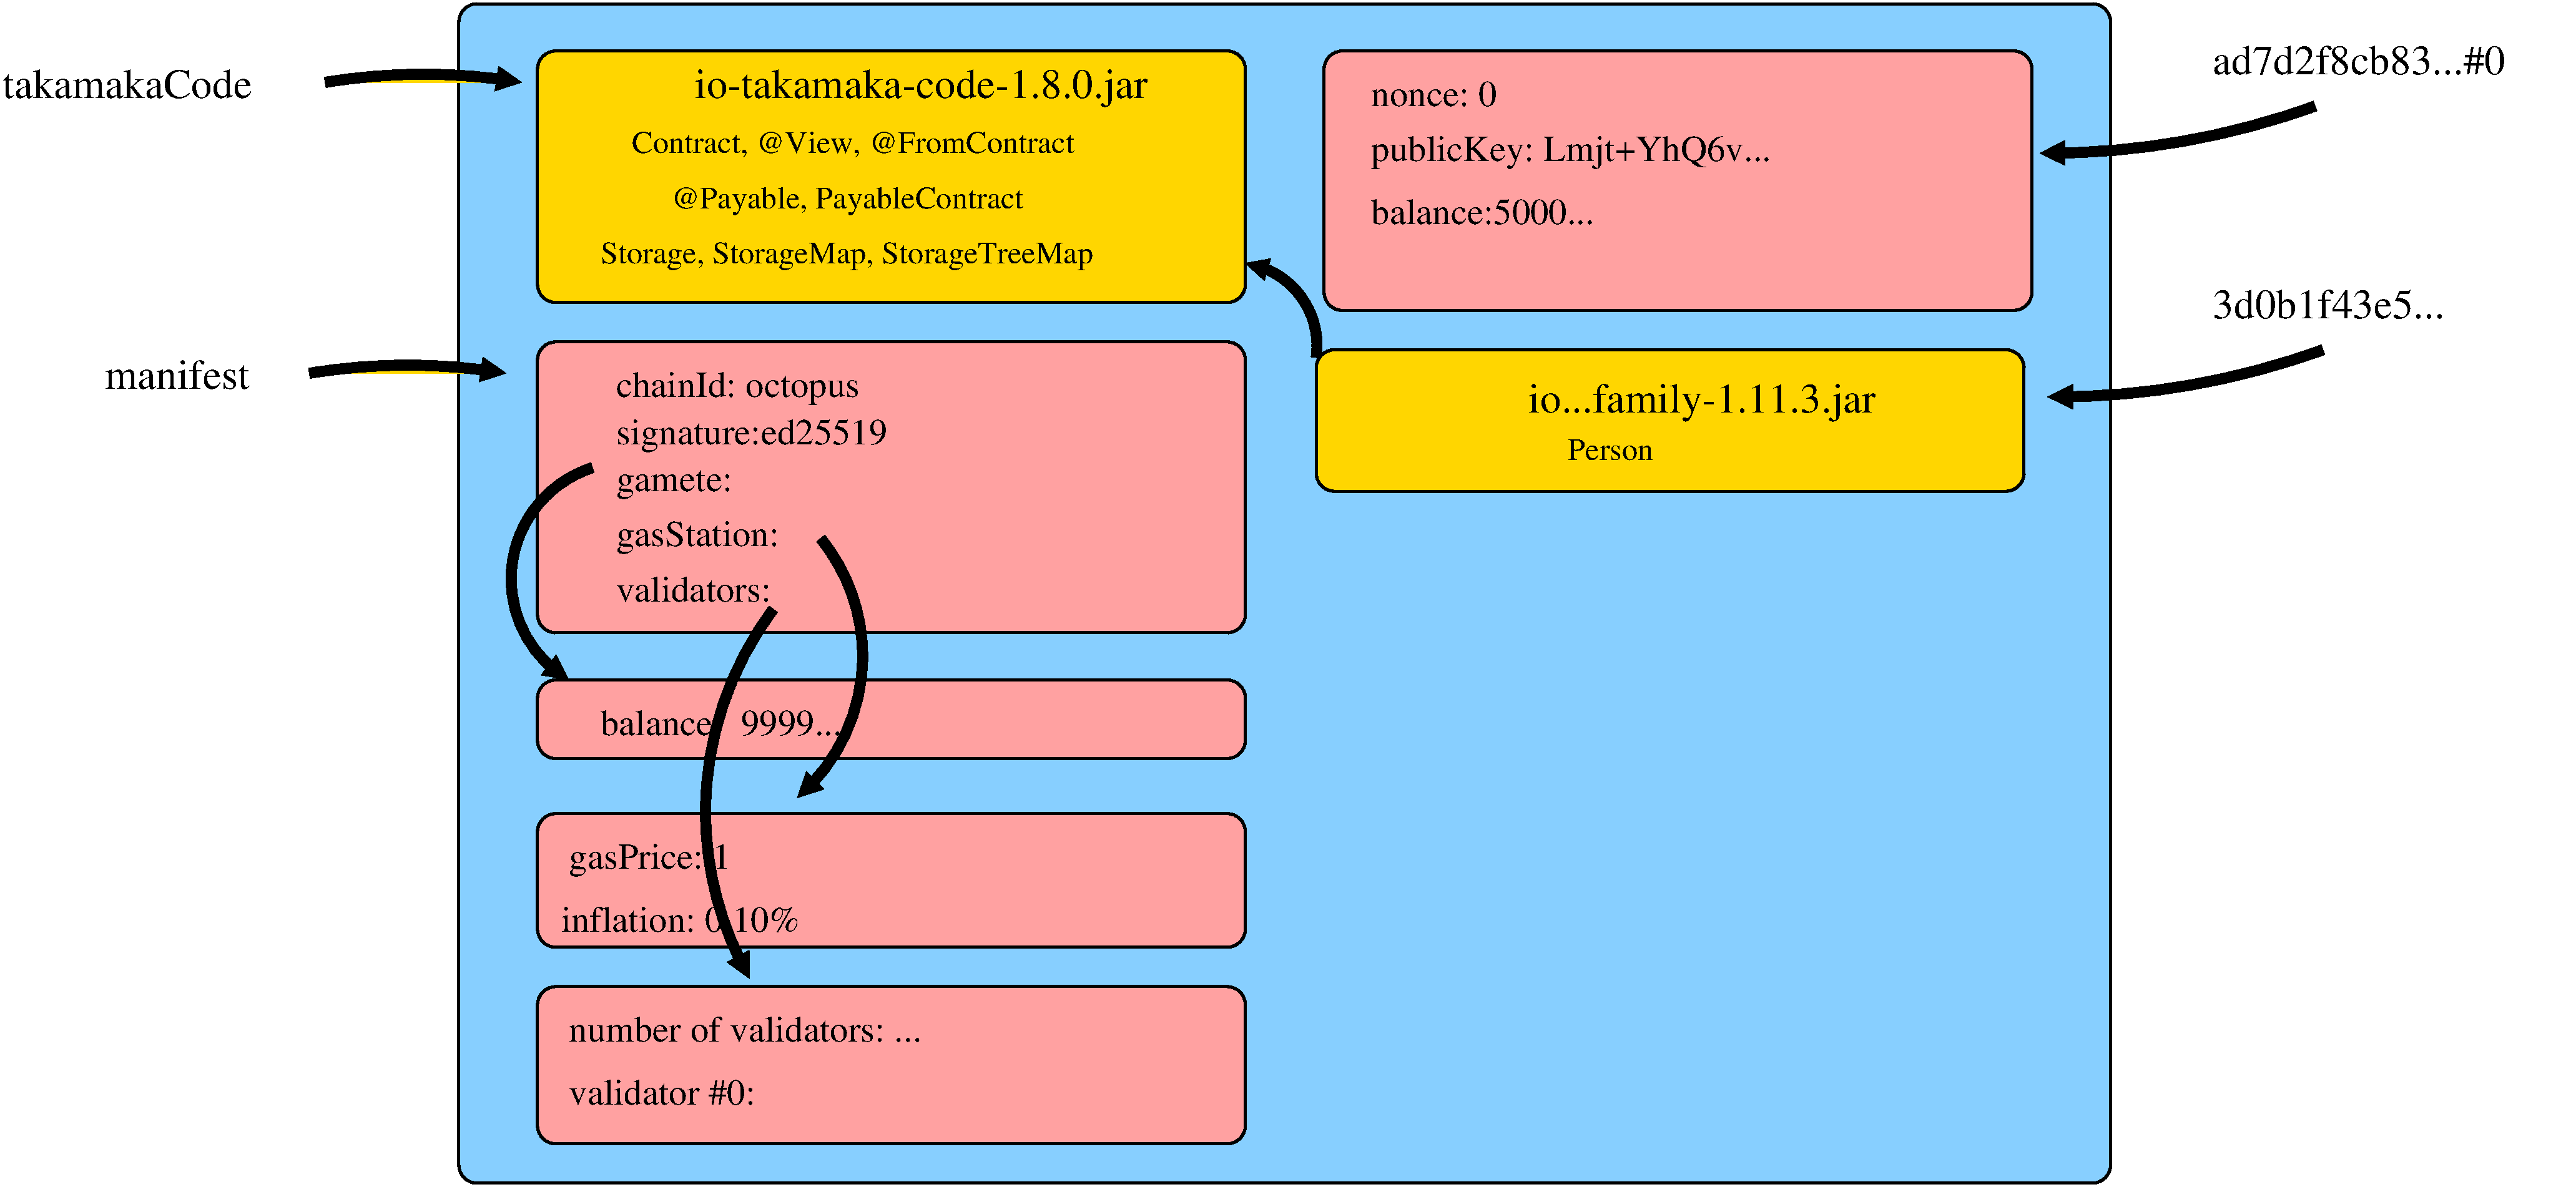 takamakaCode
io-takamaka-code-1.8.0.jar
Contract, @View, @FromContract
@Payable, PayableContract
Storage, StorageMap, StorageTreeMap
manifest
chainId: octopus
signature:ed25519
gamete:
gasStation:
validators:
balance 9999...
gasPrice: 1
inflation: 0.10%
number of validators: ...
validator #0:
ad7d2f8cb83...#0
nonce: 0
publicKey: Lmjt+YhQ6v...
balance:5000...
3d0b1f43e5...
io...family-1.11.3.jar
Person